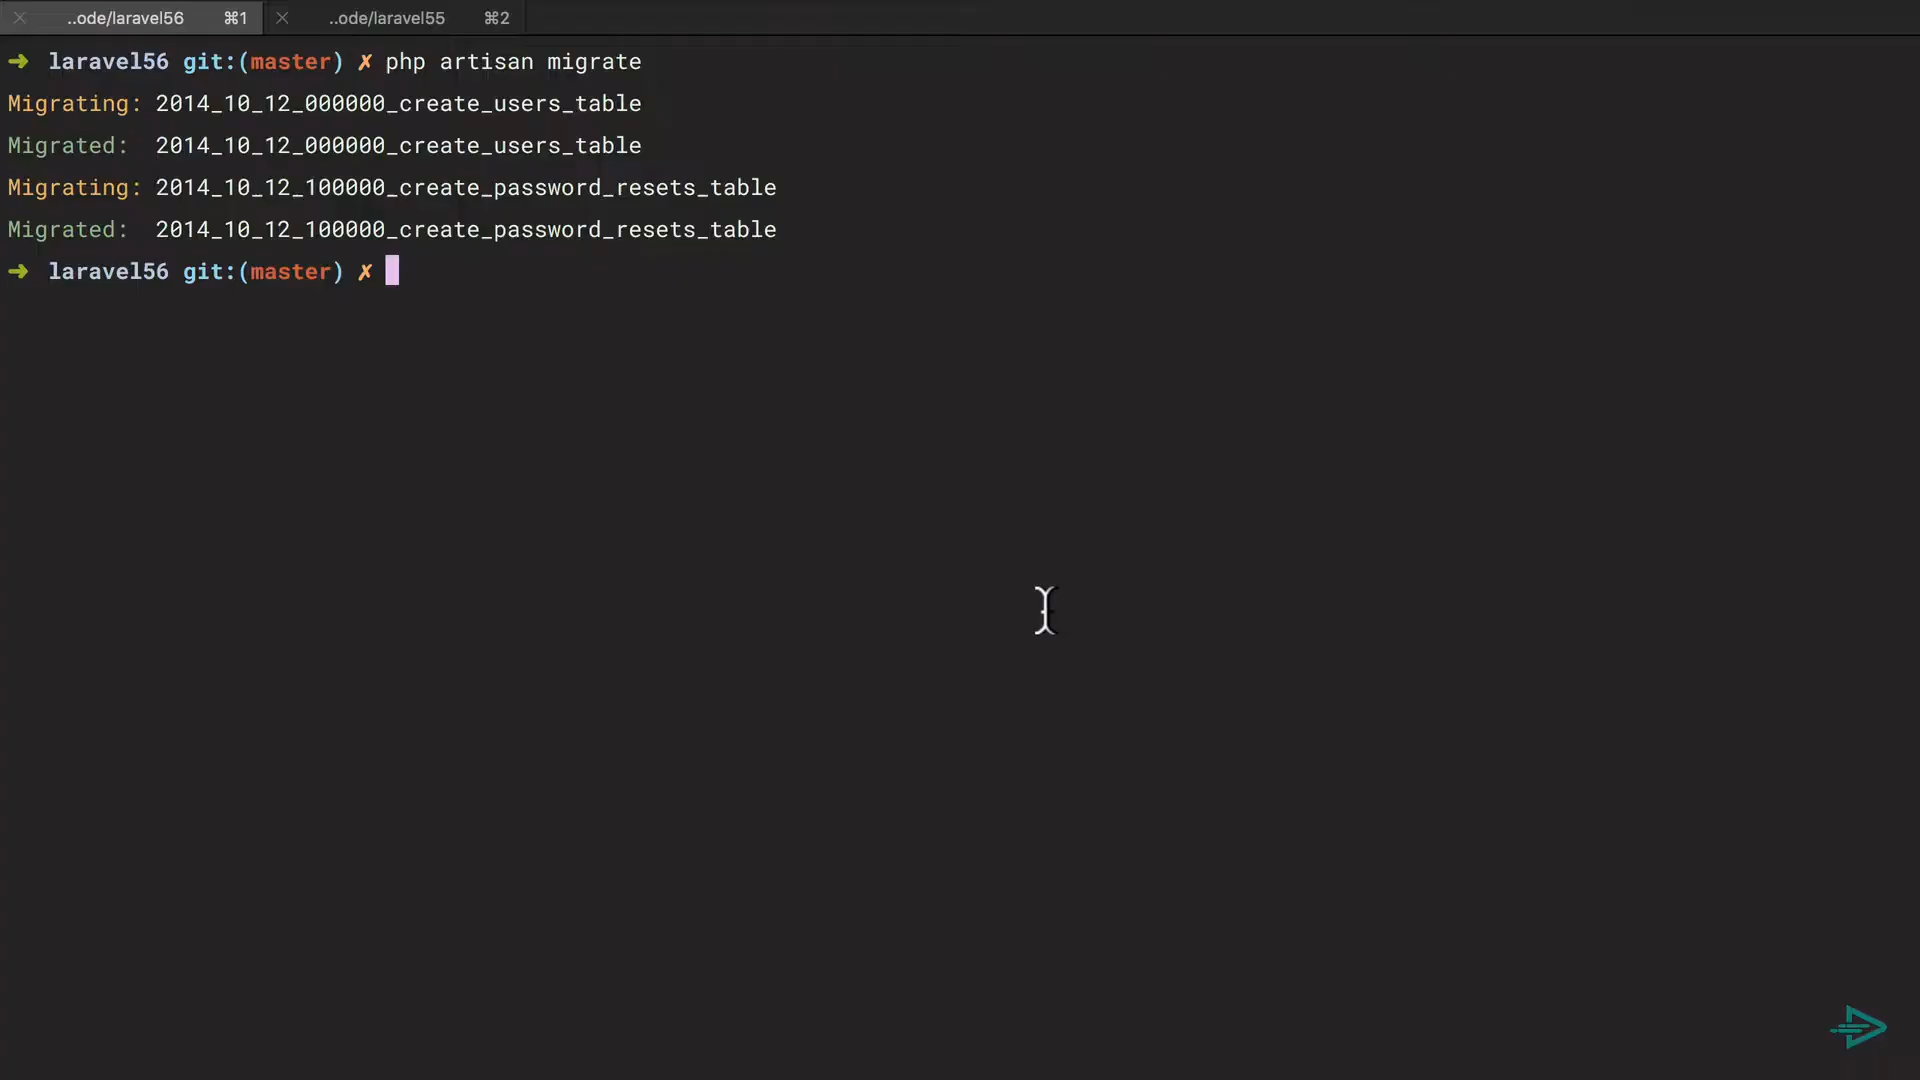 ..ode/laravel56 ⌘1 ..ode/laravel55 ⌘2
➜ laravel56 git:(master) ✗ php artisan migrate
Migrating: 2014_10_12_000000_create_users_table
Migrated: 2014_10_12_000000_create_users_table
Migrating: 2014_10_12_100000_create_password_resets_table
Migrated: 2014_10_12_100000_create_password_resets_table
➜ laravel56 git:(master) ✗